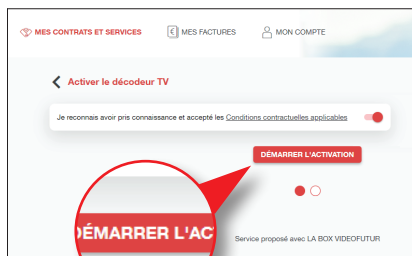 MES CONTRATS ET SERVICES
MES FACTURES
MON COMPTE
Activer le décodeur TV
Je reconnais avoir pris connaissance et accepté les Conditions contractuelles applicables
DÉMARRER L'ACTIVATION
DÉMARRER L'AC
Service proposé avec LA BOX VIDEOFUTUR